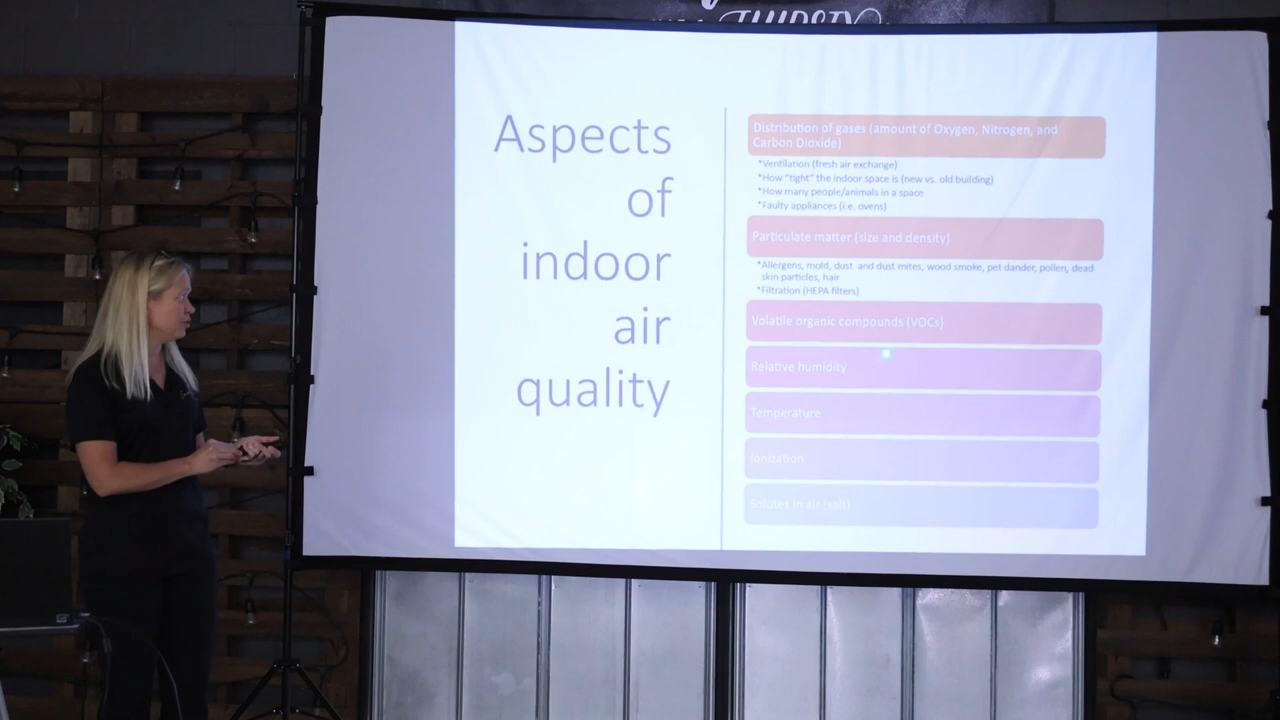 THIRSTY
Aspects
of
indoor
air
quality
Distribution of gases (amount of Oxygen, Nitrogen, and
Carbon Dioxide)
*Ventilation (fresh air exchange)
*How "tight" the indoor space is (new vs. old building)
*How many people/animals in a space
*Faulty appliances (i.e. ovens)
Particulate matter (size and density)
*Allergens, mold, dust and dust mites, wood smoke, pet dander, pollen, dead
skin particles, hair
*Filtration (HEPA filters)
Volatile organic compounds (VOCs)
Relative humidity
Temperature
Ionization
Solutes in air (salt)